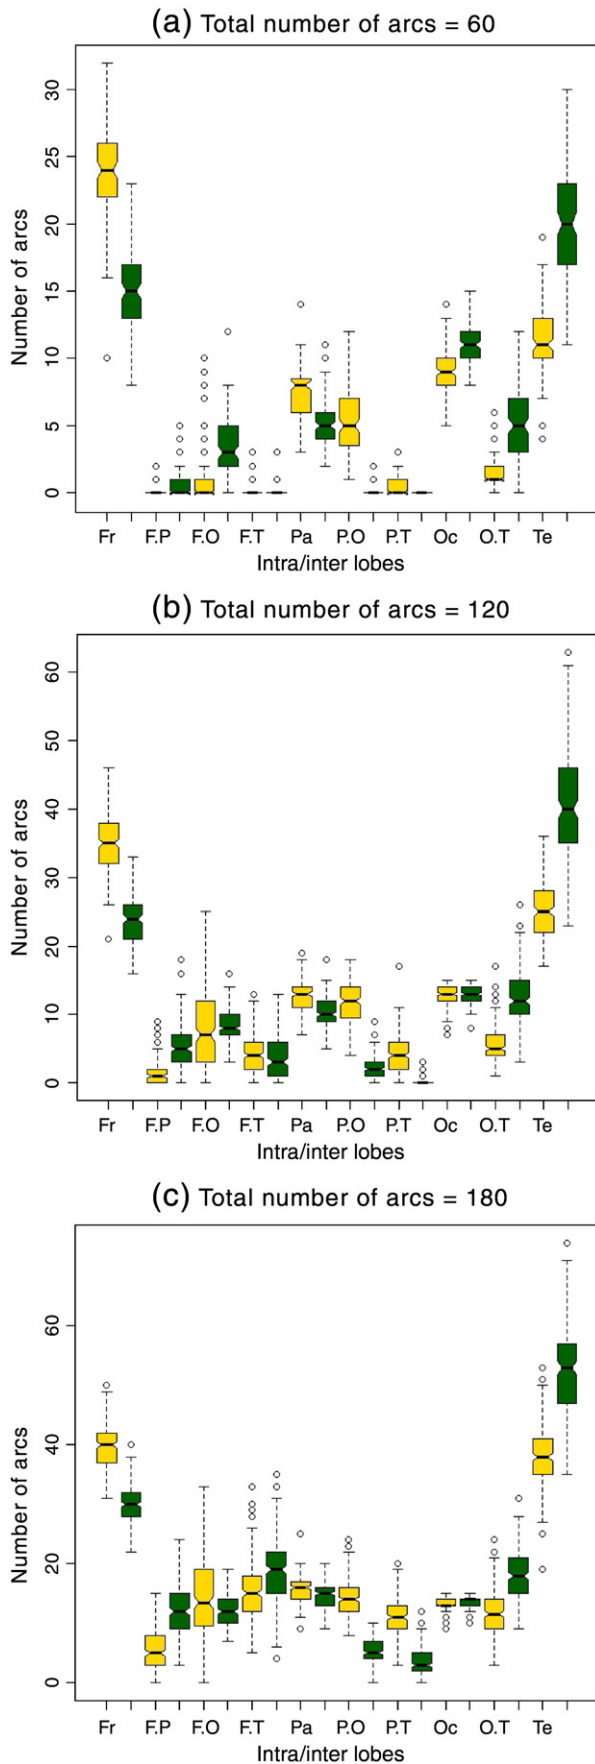 (a) Total number of arcs = 60
30
25
20
15
10
5
0
Number of arcs
Fr F.P F.O F.T Pa P.O P.T Oc O.T Te
Intra/inter lobes
(b) Total number of arcs = 120
60
50
40
30
20
10
0
Number of arcs
Fr F.P F.O F.T Pa P.O P.T Oc O.T Te
Intra/inter lobes
(c) Total number of arcs = 180
60
40
20
0
Number of arcs
Fr F.P F.O F.T Pa P.O P.T Oc O.T Te
Intra/inter lobes